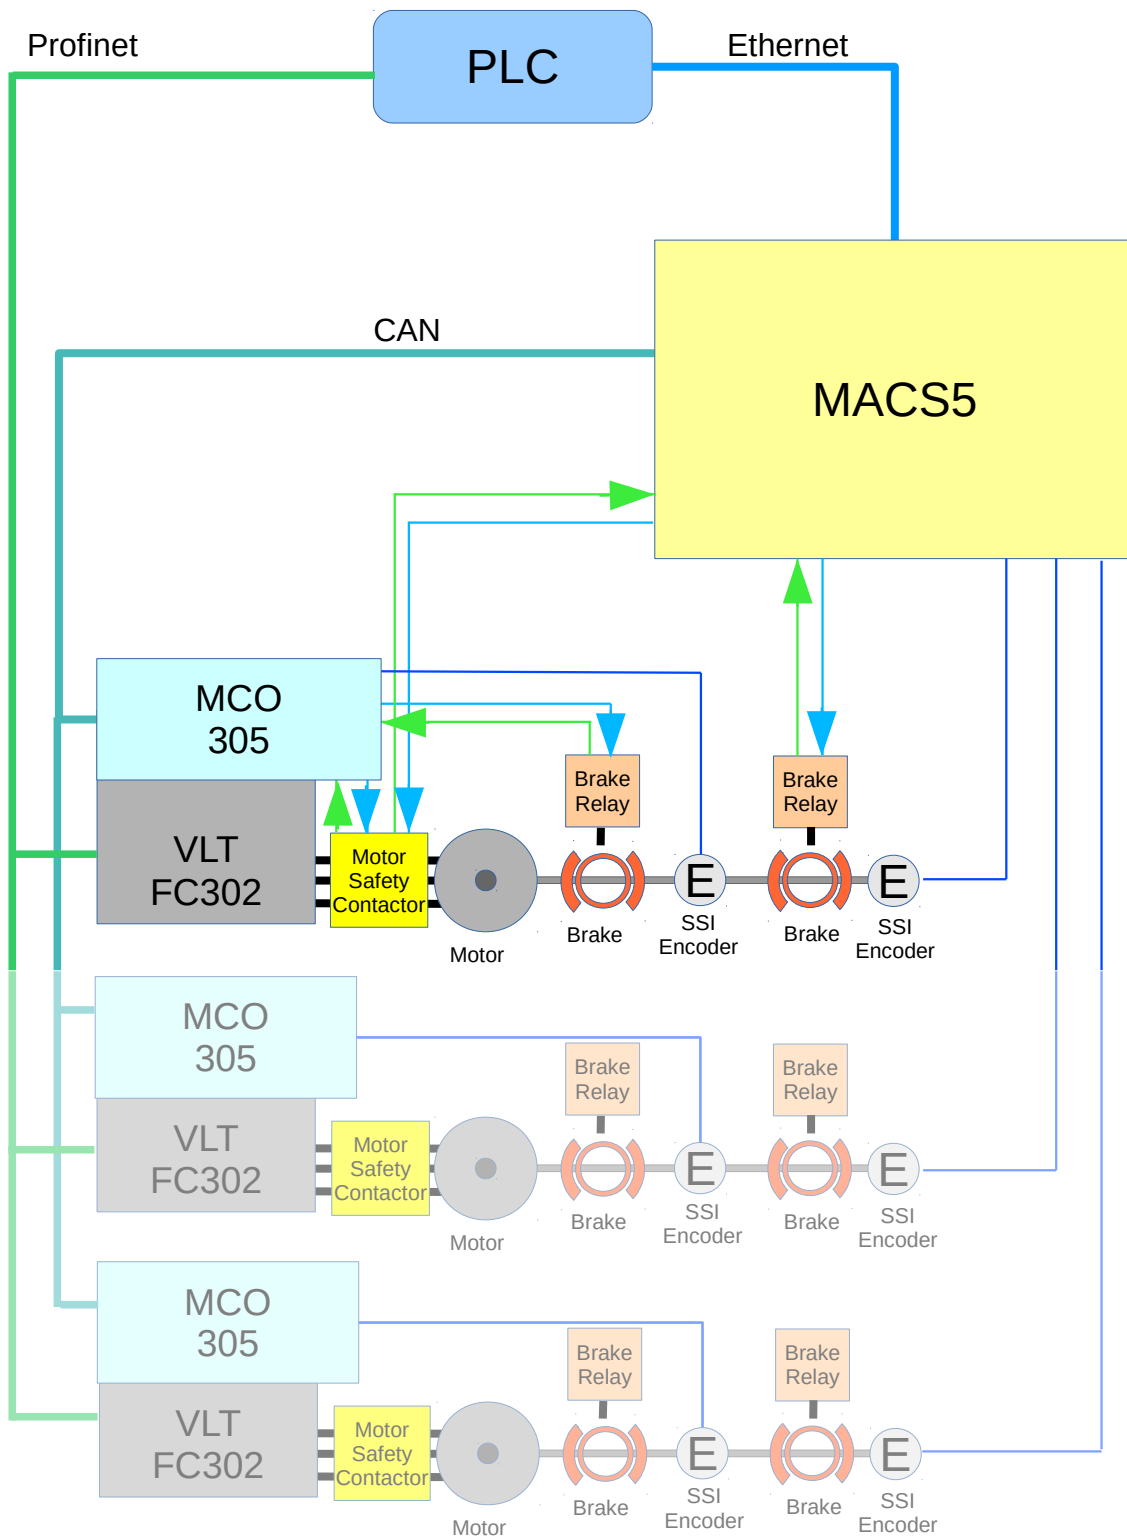 Profinet
PLC
Ethernet
CAN
MACS5
MCO
305
Brake
Relay
Brake
Relay
VLT
FC302
Motor
Safety
Contactor
E
E
Motor
Brake
SSI
Encoder
Brake
SSI
Encoder
MCO
305
Brake
Relay
Brake
Relay
VLT
FC302
Motor
Safety
Contactor
E
E
Motor
Brake
SSI
Encoder
Brake
SSI
Encoder
MCO
305
Brake
Relay
Brake
Relay
VLT
FC302
Motor
Safety
Contactor
E
E
Motor
Brake
SSI
Encoder
Brake
SSI
Encoder